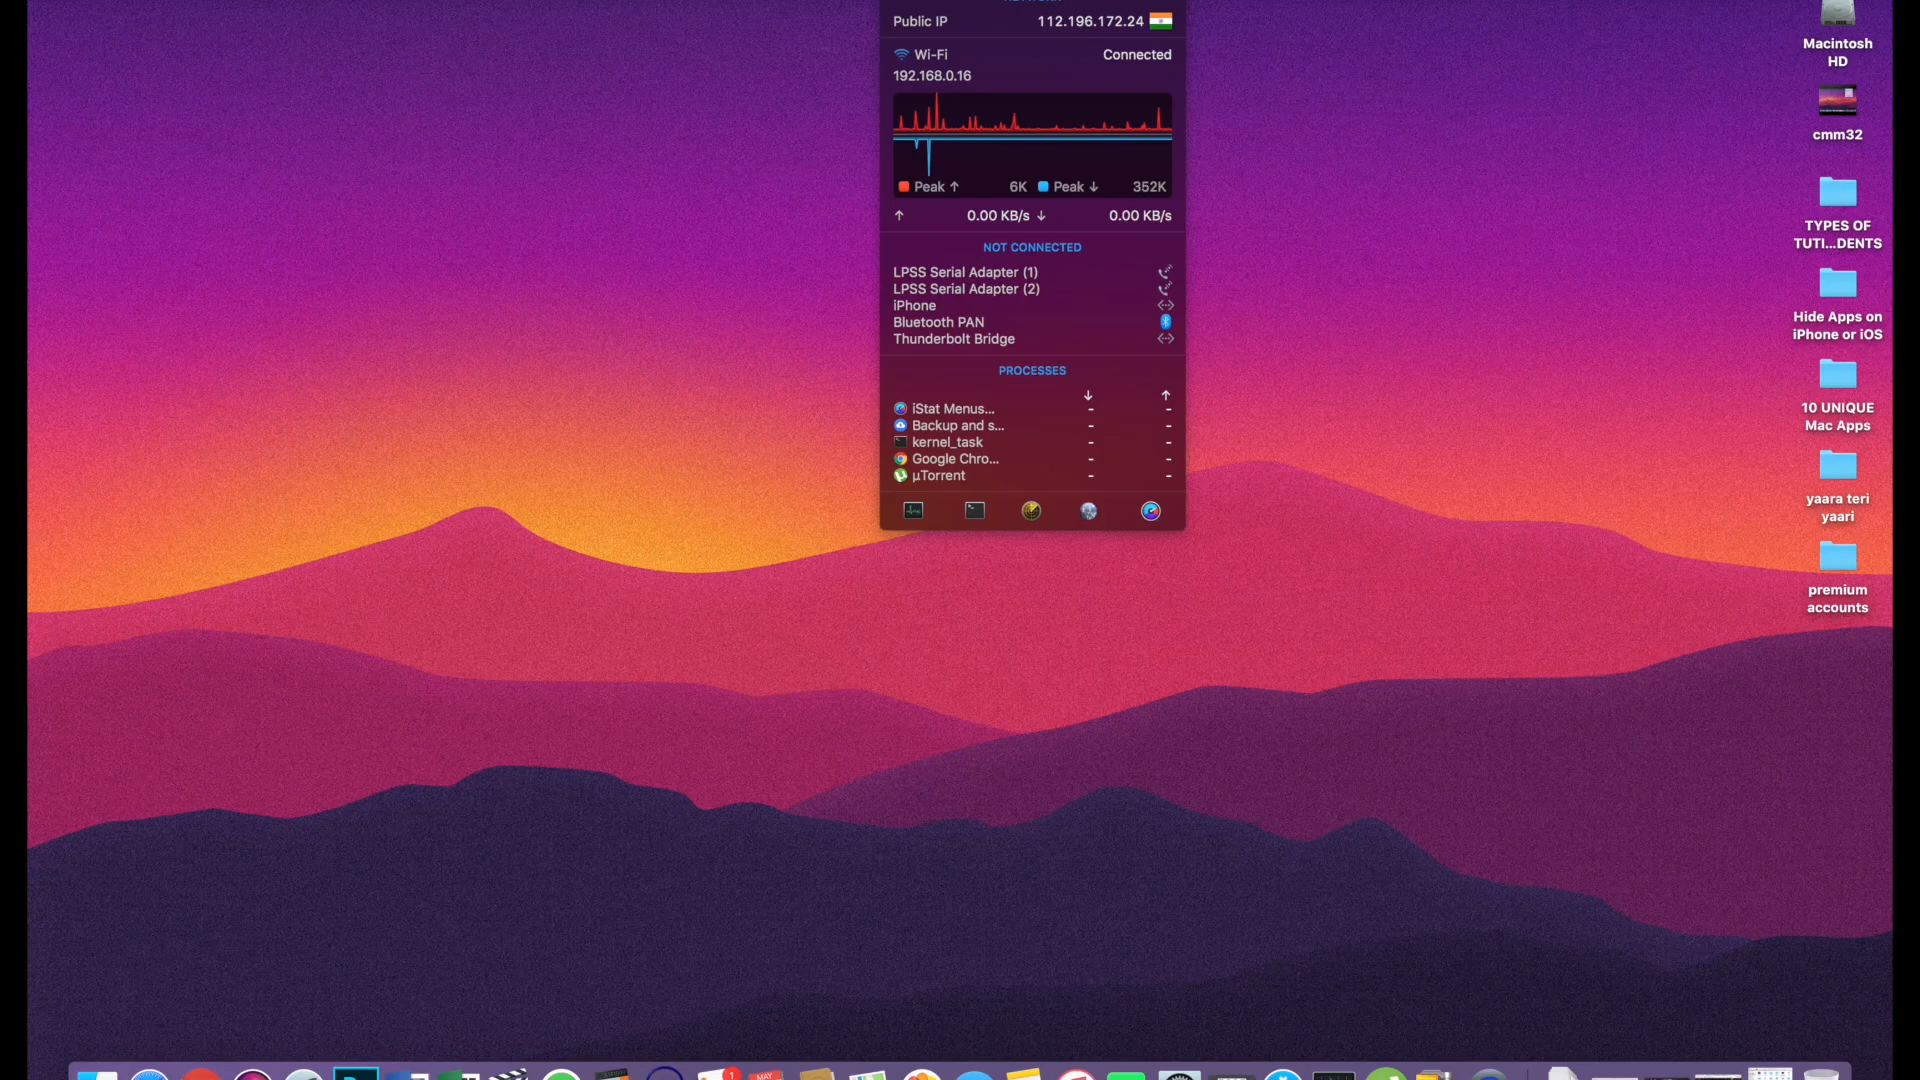 Public IP 112.196.172.24
Wi-Fi Connected
192.168.0.16
Peak ↑ 6K Peak ↓ 352K
↑ 0.00 KB/s ↓ 0.00 KB/s
NOT CONNECTED
LPSS Serial Adapter (1)
LPSS Serial Adapter (2)
iPhone
Bluetooth PAN
Thunderbolt Bridge
PROCESSES
↓ ↑
iStat Menus... - -
Backup and s... - -
kernel_task - -
Google Chro... - -
µTorrent - -
Macintosh
HD
cmm32
TYPES OF
TUTI...DENTS
Hide Apps on
iPhone or iOS
10 UNIQUE
Mac Apps
yaara teri
yaari
premium
accounts
1
MAY